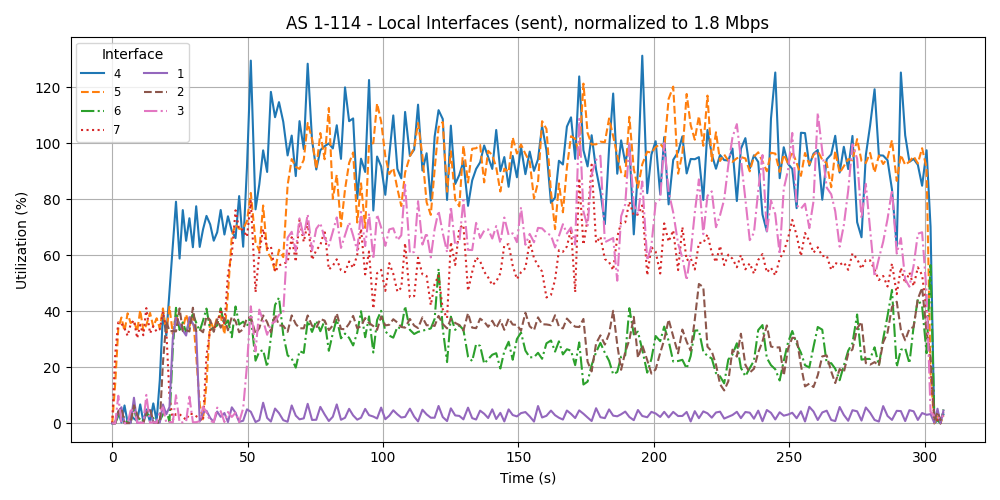 AS 1-114 - Local Interfaces (sent), normalized to 1.8 Mbps
Interface
4 1
5 2
6 3
7
Utilization (%)
120
100
80
60
40
20
0
0 50 100 150 200 250 300
Time (s)